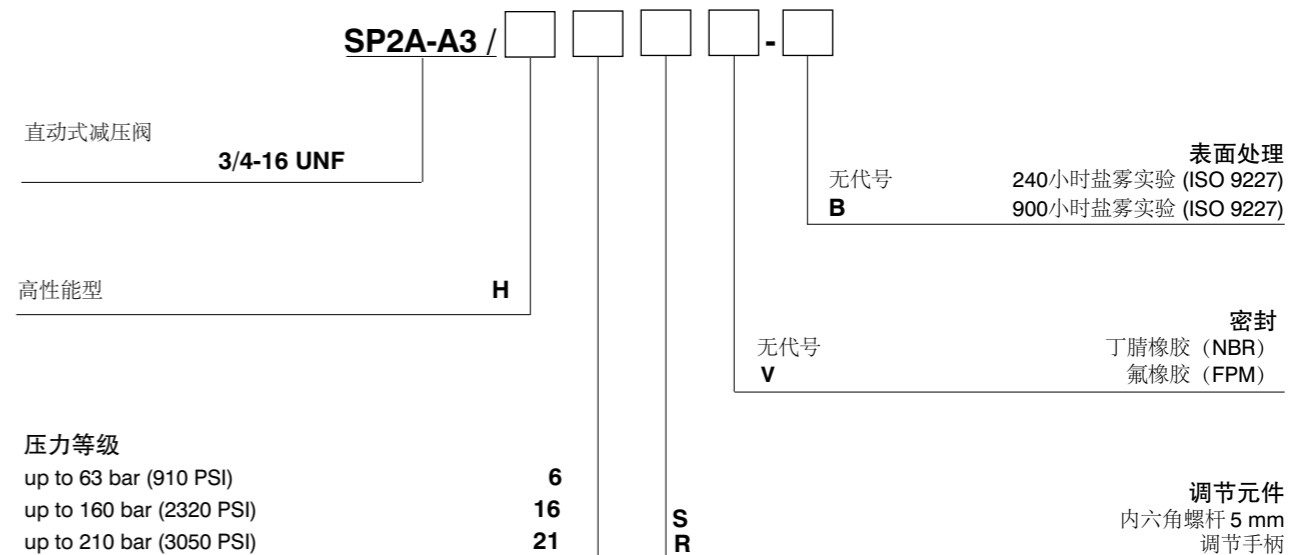 SP2A-A3 / -
直动式减压阀
3/4-16 UNF
表面处理
无代号 240小时盐雾实验 (ISO 9227)
B 900小时盐雾实验 (ISO 9227)
高性能型 H
密封
无代号 丁腈橡胶（NBR）
V 氟橡胶（FPM）
压力等级
up to 63 bar (910 PSI) 6
up to 160 bar (2320 PSI) 16
up to 210 bar (3050 PSI) 21
调节元件
S 内六角螺杆 5 mm
R 调节手柄